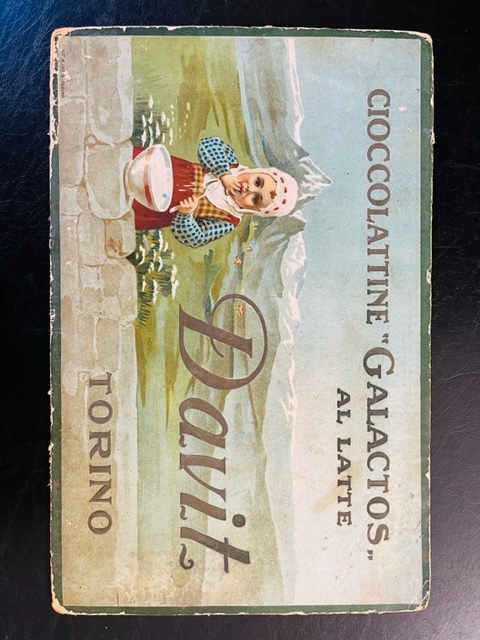 CIOCCOLATTINE "GALACTOS"
AL LATTE
Davit
TORINO